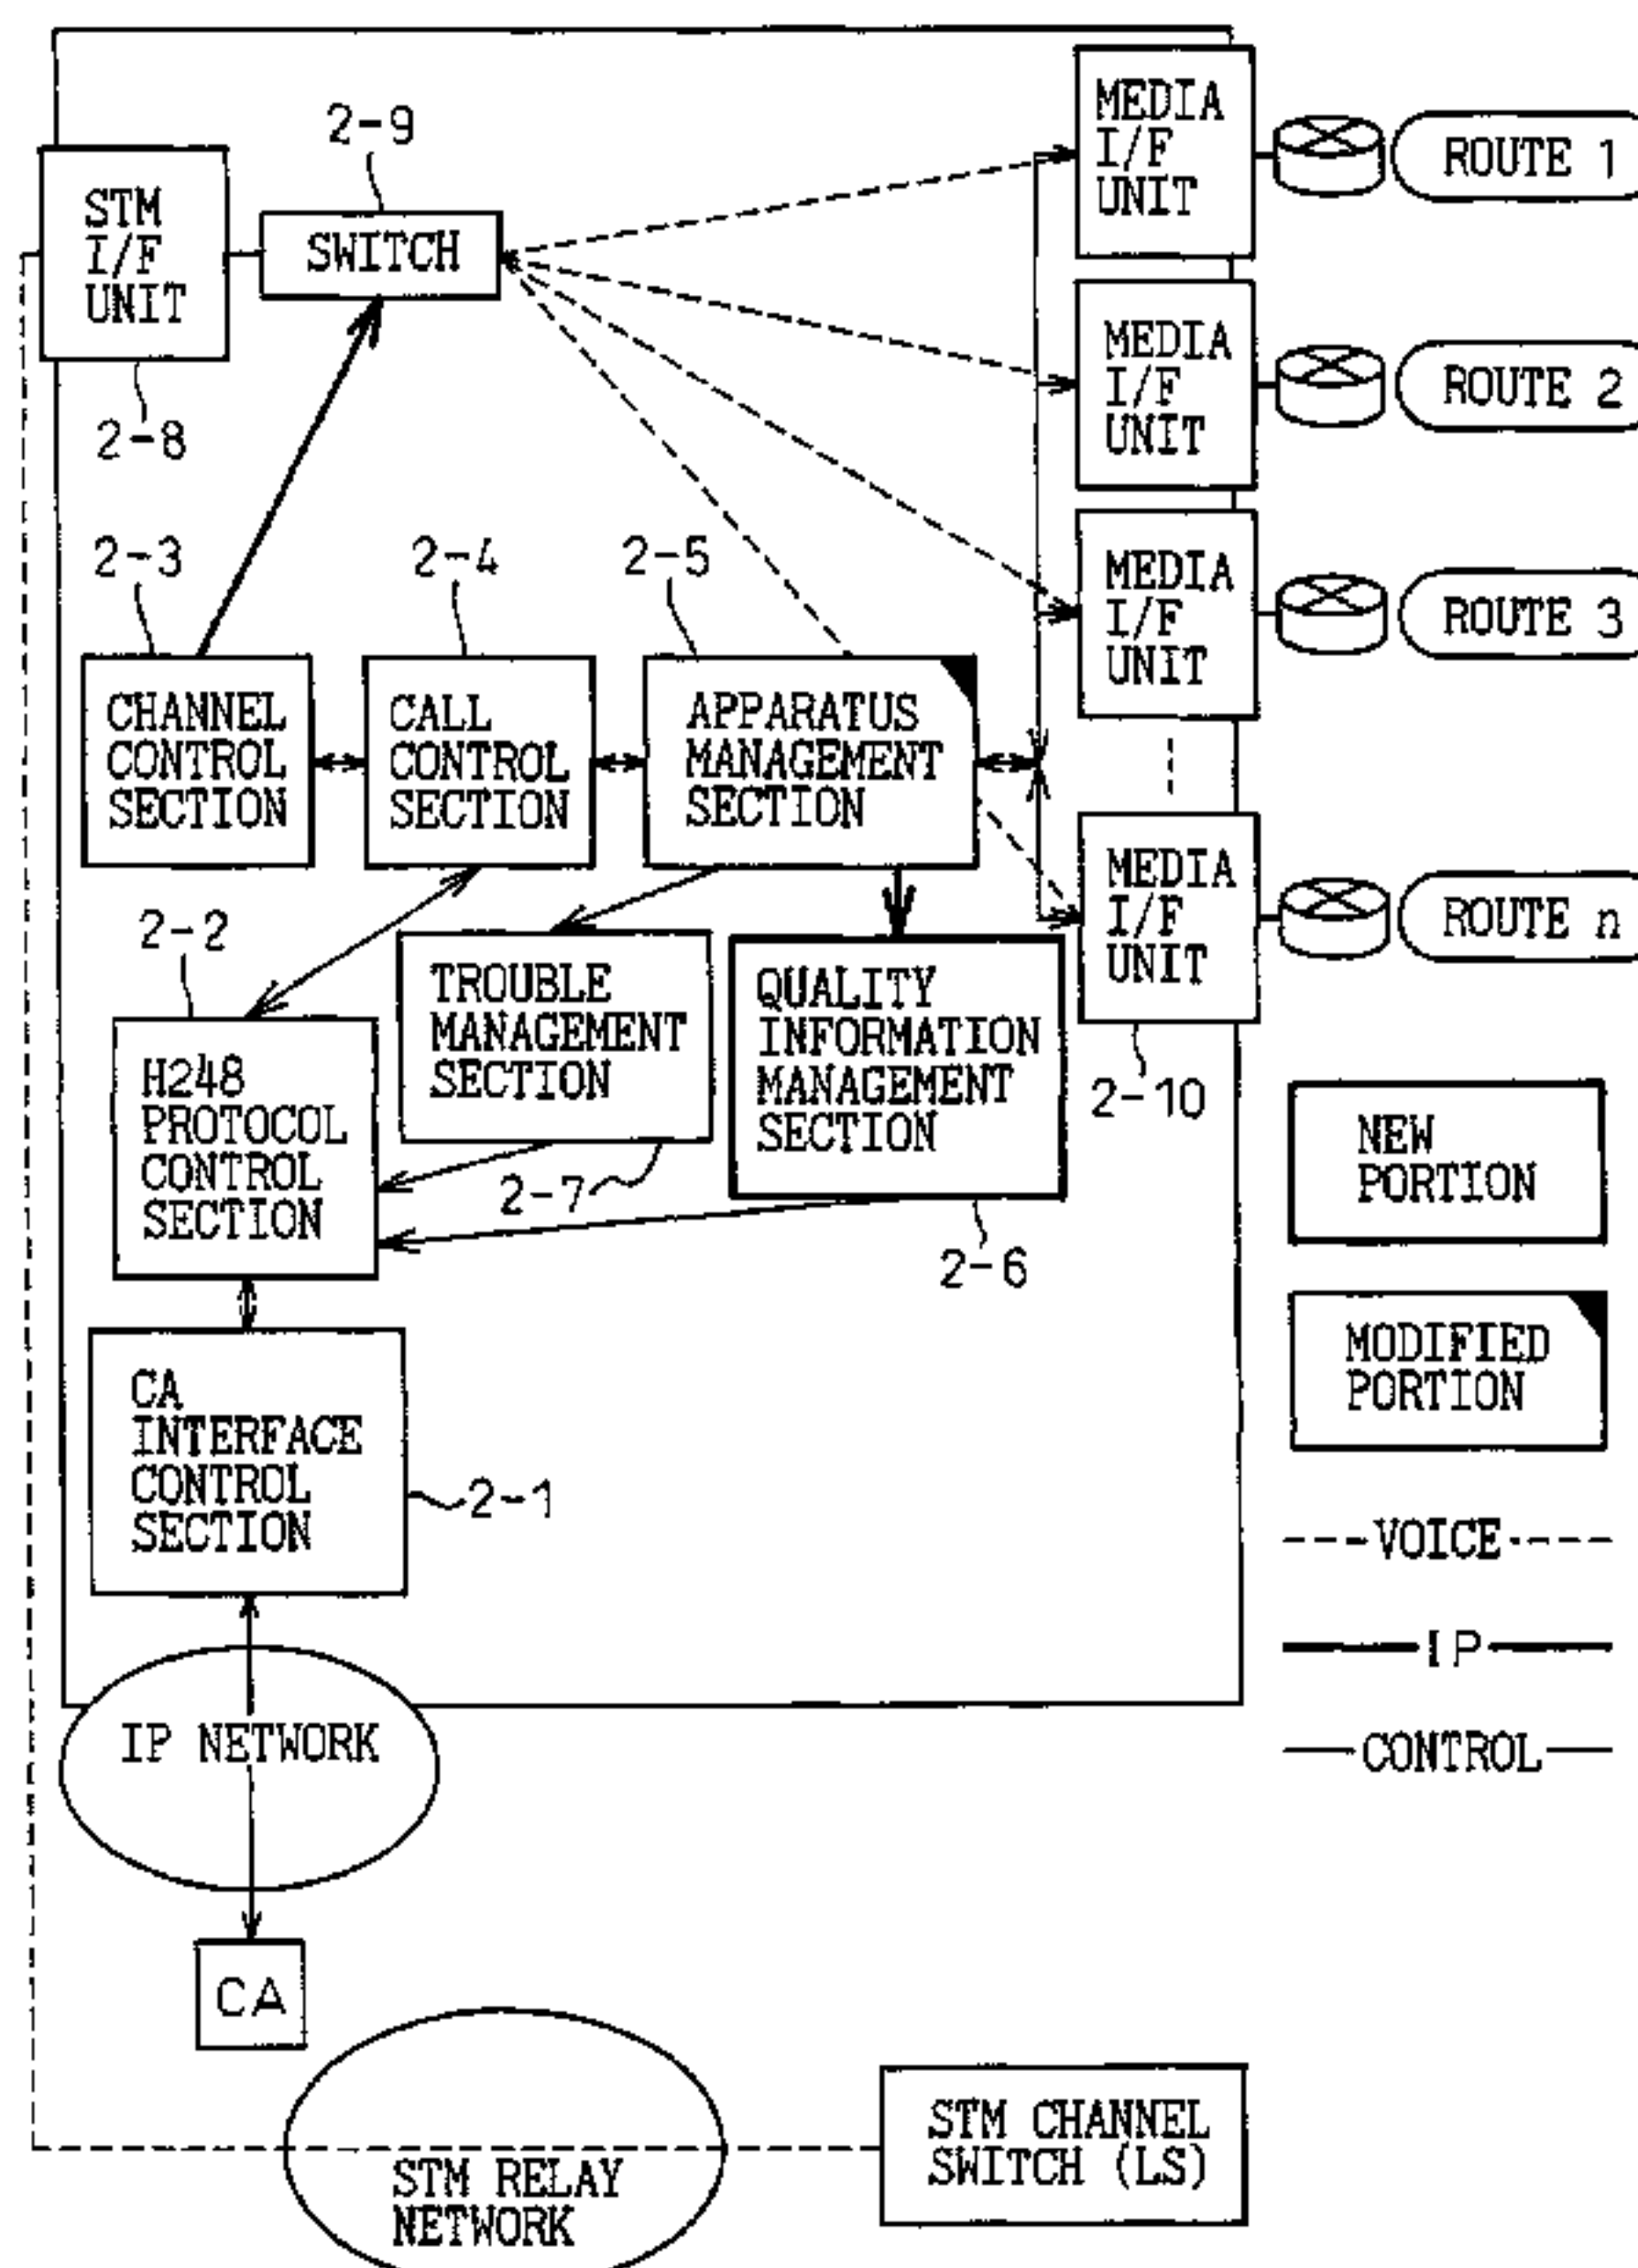 2-9
STM
I/F
UNIT
SWITCH
2-8
MEDIA
I/F
UNIT
ROUTE 1
MEDIA
I/F
UNIT
ROUTE 2
MEDIA
I/F
UNIT
ROUTE 3
2-3
2-4
2-5
CHANNEL
CONTROL
SECTION
CALL
CONTROL
SECTION
APPARATUS
MANAGEMENT
SECTION
MEDIA
I/F
UNIT
ROUTE n
2-10
2-2
H248
PROTOCOL
CONTROL
SECTION
TROUBLE
MANAGEMENT
SECTION
2-7
QUALITY
INFORMATION
MANAGEMENT
SECTION
2-6
NEW
PORTION
MODIFIED
PORTION
CA
INTERFACE
CONTROL
SECTION
2-1
VOICE
IP
CONTROL
IP NETWORK
CA
STM RELAY
NETWORK
STM CHANNEL
SWITCH (LS)